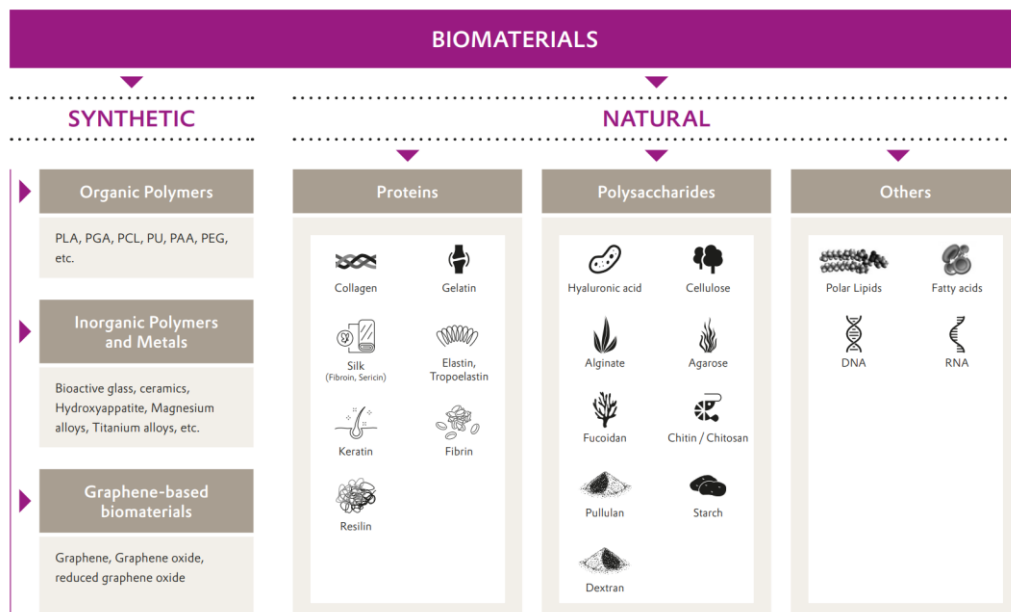 BIOMATERIALS
SYNTHETIC
NATURAL
Organic Polymers
PLA, PGA, PCL, PU, PAA, PEG,
etc.
Inorganic Polymers
and Metals
Bioactive glass, ceramics,
Hydroxyappatite, Magnesium
alloys, Titanium alloys, etc.
Graphene-based
biomaterials
Graphene, Graphene oxide,
reduced graphene oxide
Proteins
Collagen
Gelatin
Silk
(Fibroin, Sericin)
Elastin,
Tropoelastin
Keratin
Fibrin
Resilin
Polysaccharides
Hyaluronic acid
Cellulose
Alginate
Agarose
Fucoidan
Chitin / Chitosan
Pullulan
Starch
Dextran
Others
Polar Lipids
Fatty acids
DNA
RNA